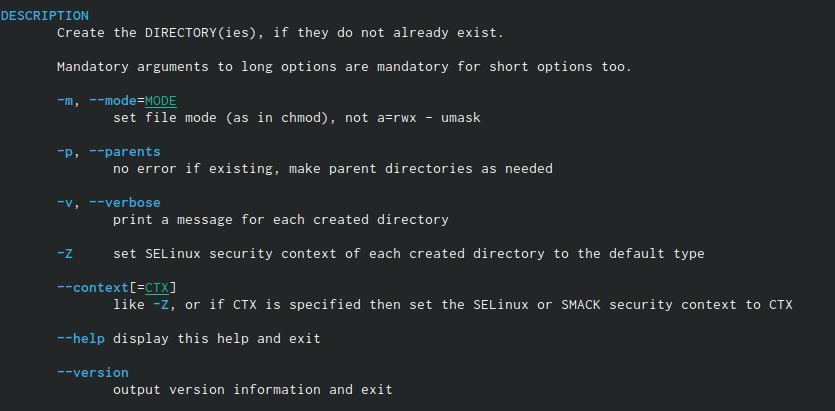 DESCRIPTION
Create the DIRECTORY(ies), if they do not already exist.
Mandatory arguments to long options are mandatory for short options too.
-m, --mode=MODE
set file mode (as in chmod), not a=rwx - umask
-p, --parents
no error if existing, make parent directories as needed
-v, --verbose
print a message for each created directory
-Z set SELinux security context of each created directory to the default type
--context[=CTX]
like -Z, or if CTX is specified then set the SELinux or SMACK security context to CTX
--help display this help and exit
--version
output version information and exit